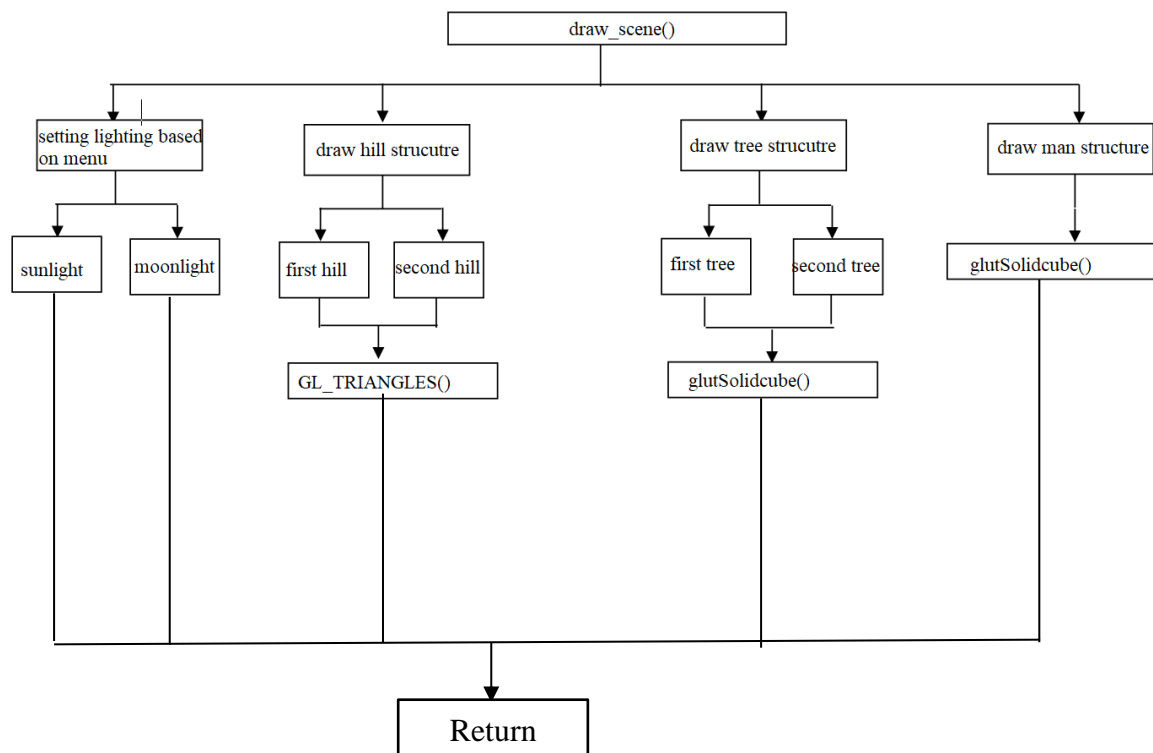 draw_scene()
setting lighting based
on menu
draw hill strucutre
draw tree strucutre
draw man structure
sunlight
moonlight
first hill
second hill
first tree
second tree
glutSolidcube()
GL_TRIANGLES()
glutSolidcube()
Return